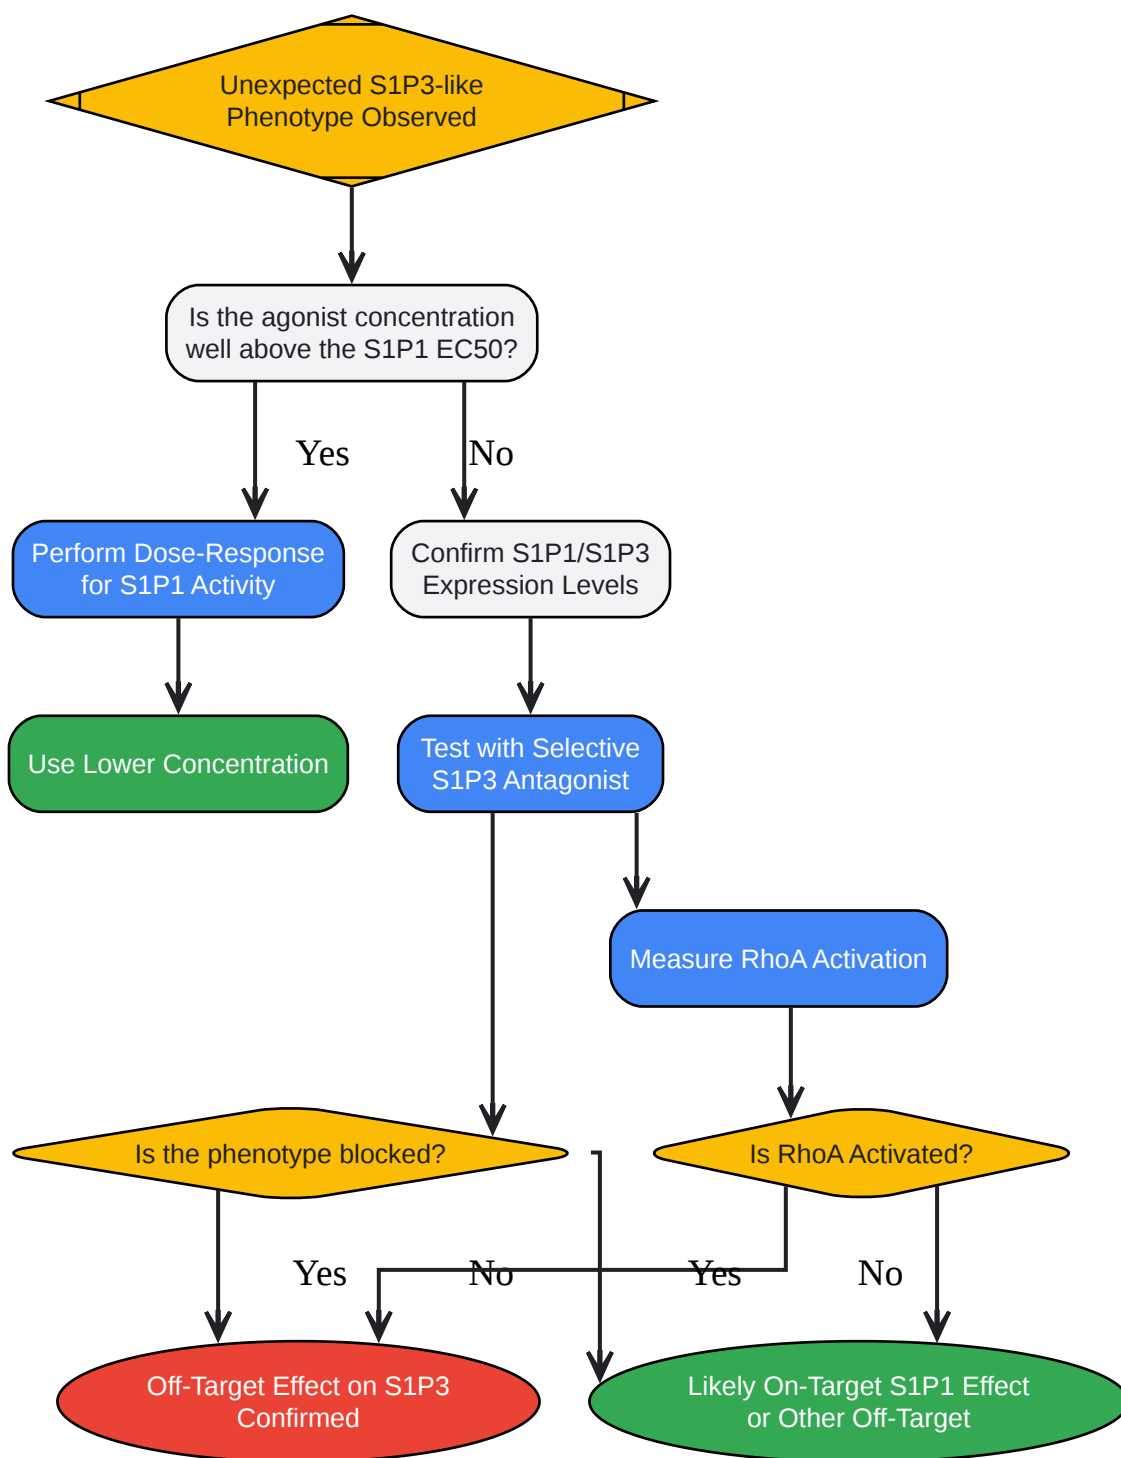 Unexpected S1P3-like
Phenotype Observed
Is the agonist concentration
well above the S1P1 EC50?
Yes
No
Perform Dose-Response
for S1P1 Activity
Confirm S1P1/S1P3
Expression Levels
Use Lower Concentration
Test with Selective
S1P3 Antagonist
Measure RhoA Activation
Is the phenotype blocked?
Is RhoA Activated?
Yes
No
Yes
No
Off-Target Effect on S1P3
Confirmed
Likely On-Target S1P1 Effect
or Other Off-Target